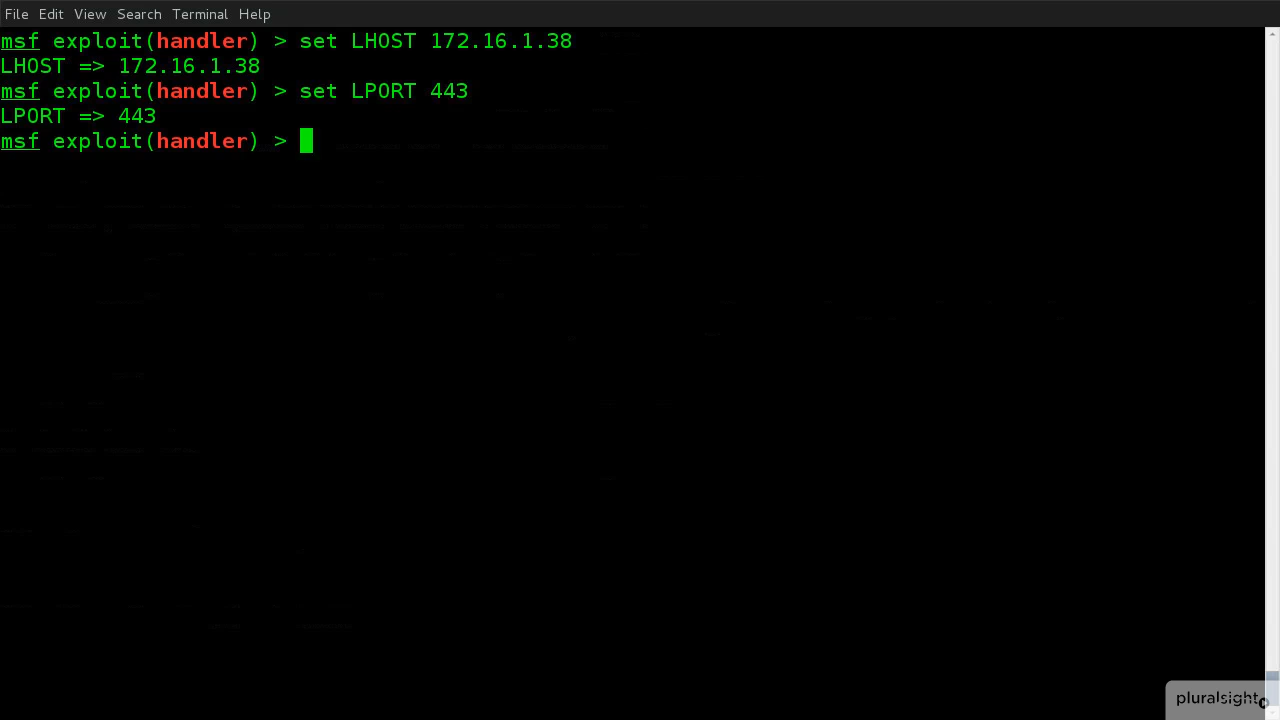 File Edit View Search Terminal Help
msf exploit(handler) > set LHOST 172.16.1.38
LHOST => 172.16.1.38
msf exploit(handler) > set LPORT 443
LPORT => 443
msf exploit(handler) >
pluralsight